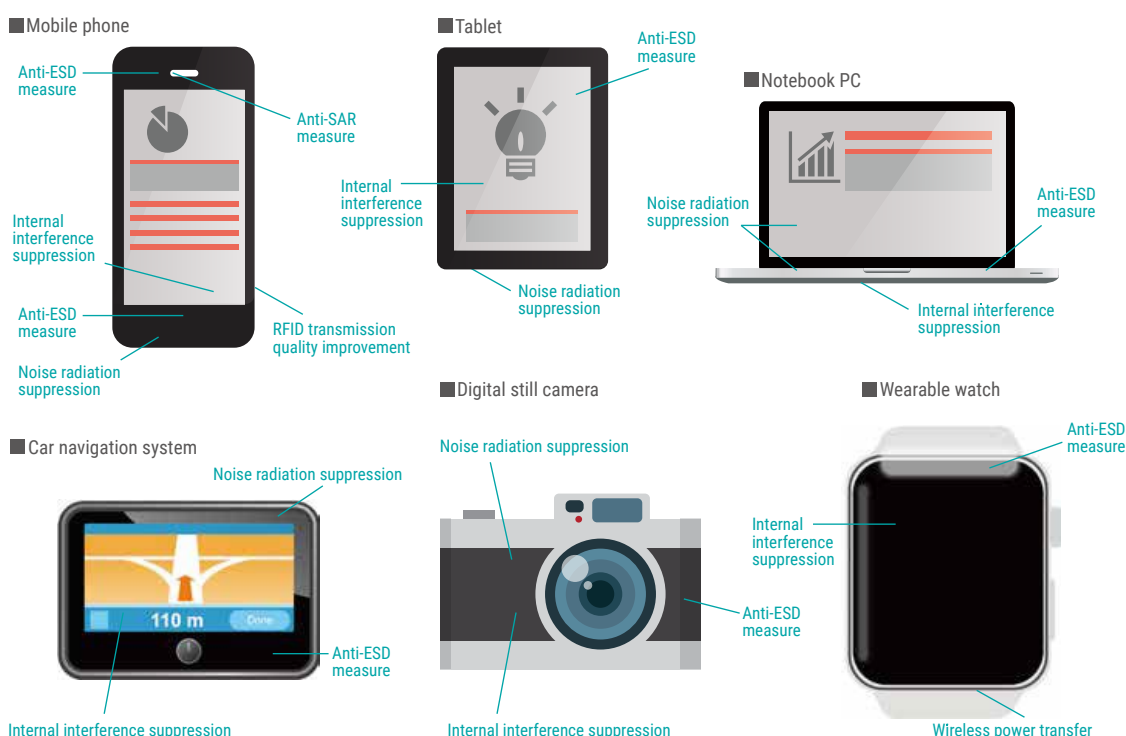 Mobile phone
Anti-ESD
measure
Anti-SAR
measure
Internal
interference
suppression
Anti-ESD
measure
RFID transmission
quality improvement
Noise radiation
suppression
Tablet
Anti-ESD
measure
Internal
interference
suppression
Noise radiation
suppression
Notebook PC
Noise radiation
suppression
Anti-ESD
measure
Internal interference
suppression
Car navigation system
Noise radiation suppression
110 m
Done
Anti-ESD
measure
Internal interference suppression
Digital still camera
Noise radiation suppression
Anti-ESD
measure
Internal interference suppression
Wearable watch
Anti-ESD
measure
Internal
interference
suppression
Wireless power transfer